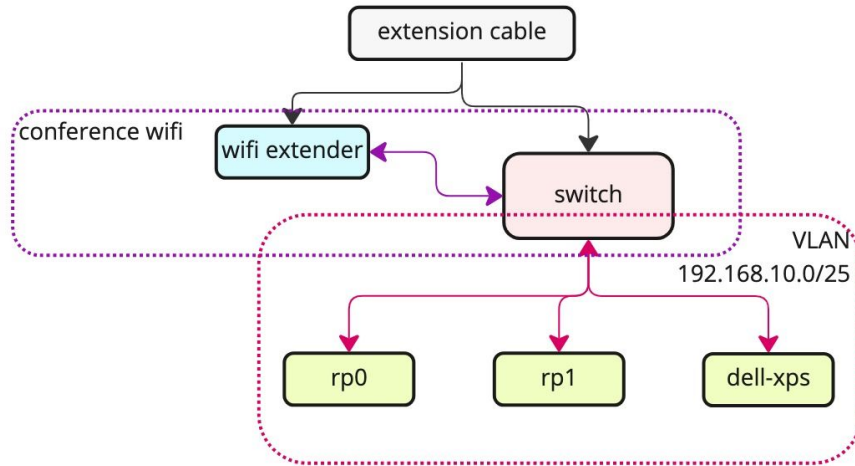 extension cable
conference wifi
wifi extender
switch
VLAN
192.168.10.0/25
rp0
rp1
dell-xps